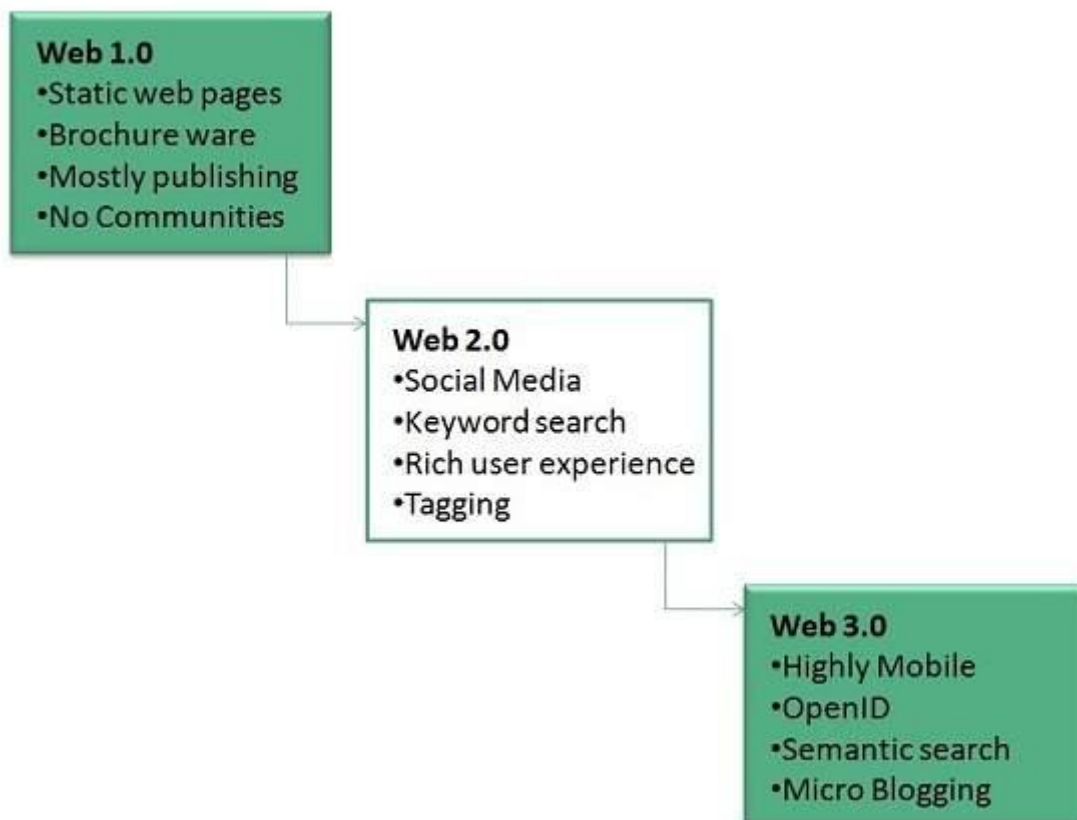 Web 1.0
•Static web pages
•Brochure ware
•Mostly publishing
•No Communities
Web 2.0
•Social Media
•Keyword search
•Rich user experience
•Tagging
Web 3.0
•Highly Mobile
•OpenID
•Semantic search
•Micro Blogging